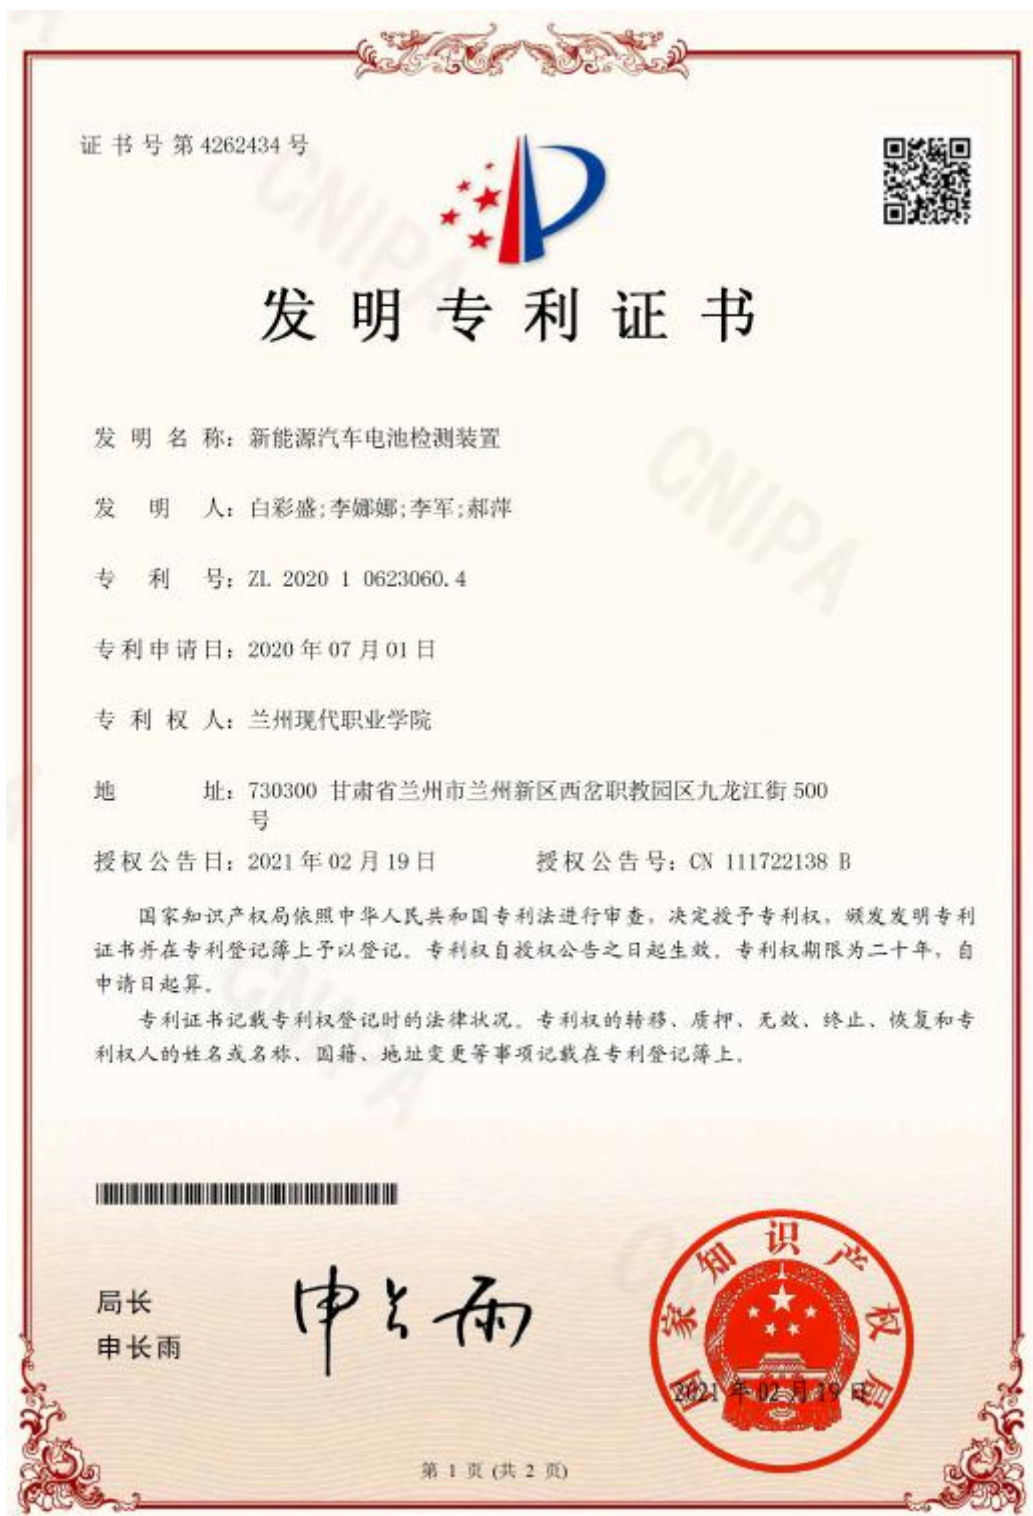 证书号第4262434号
发明专利证书
发明名称：新能源汽车电池检测装置
发明人：白彩盛;李娜娜;李军;郝萍
专利号：ZL 2020 1 0623060.4
专利申请日：2020年07月01日
专利权人：兰州现代职业学院
地址：730300 甘肃省兰州市兰州新区西岔职教园区九龙江街500
号
授权公告日：2021年02月19日 授权公告号：CN 111722138 B
国家知识产权局依照中华人民共和国专利法进行审查，决定授予专利权，颁发发明专利
证书并在专利登记簿上予以登记。专利权自授权公告之日起生效。专利权期限为二十年，自
申请日起算。
专利证书记载专利权登记时的法律状况。专利权的转移、质押、无效、终止、恢复和专
利权人的姓名或名称、国籍、地址变更等事项记载在专利登记簿上。
局长
申长雨
申长雨
国家知识产权局
2021年02月19日
第 1 页 (共 2 页)
CNIPA
CNIPA
CNIPA